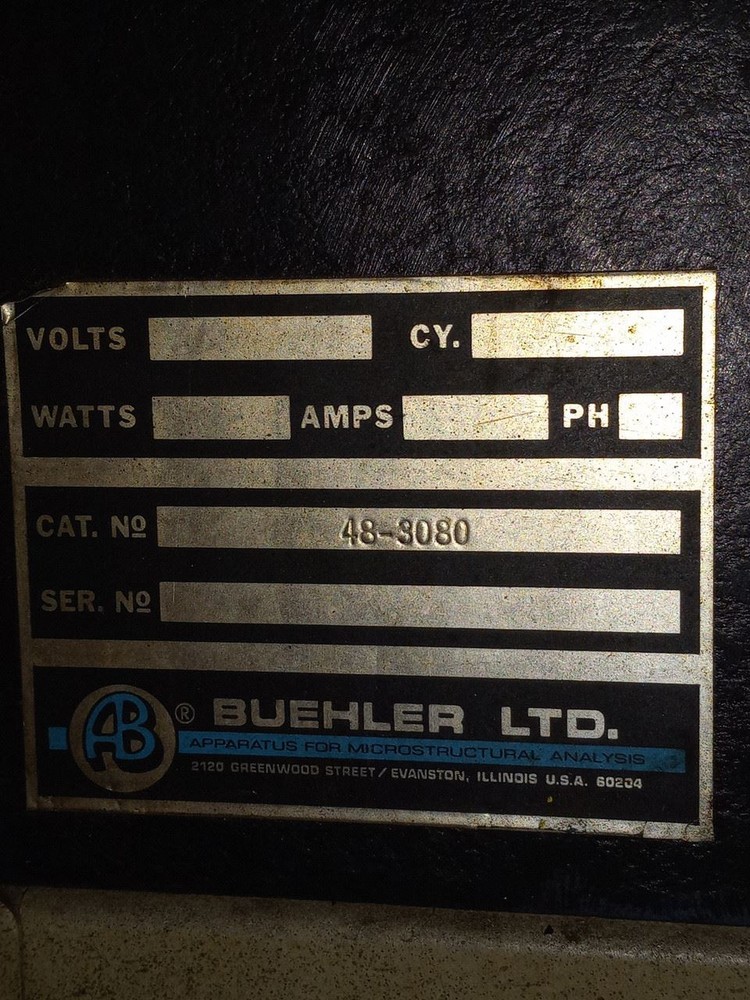 VOLTS CY.
WATTS AMPS PH
CAT. Nº 48-3080
SER. Nº
AB ® BUEHLER LTD.
APPARATUS FOR MICROSTRUCTURAL ANALYSIS
2120 GREENWOOD STREET / EVANSTON, ILLINOIS U.S.A. 60204